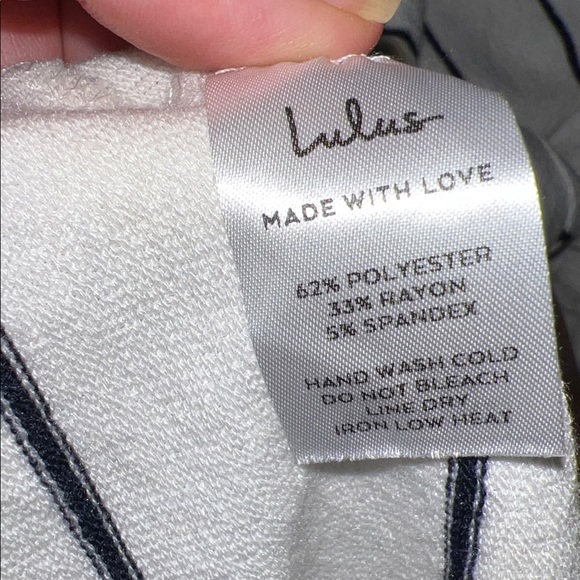 Lulus
MADE WITH LOVE
62% POLYESTER
33% RAYON
5% SPANDEX
HAND WASH COLD
DO NOT BLEACH
LINE DRY
IRON LOW HEAT